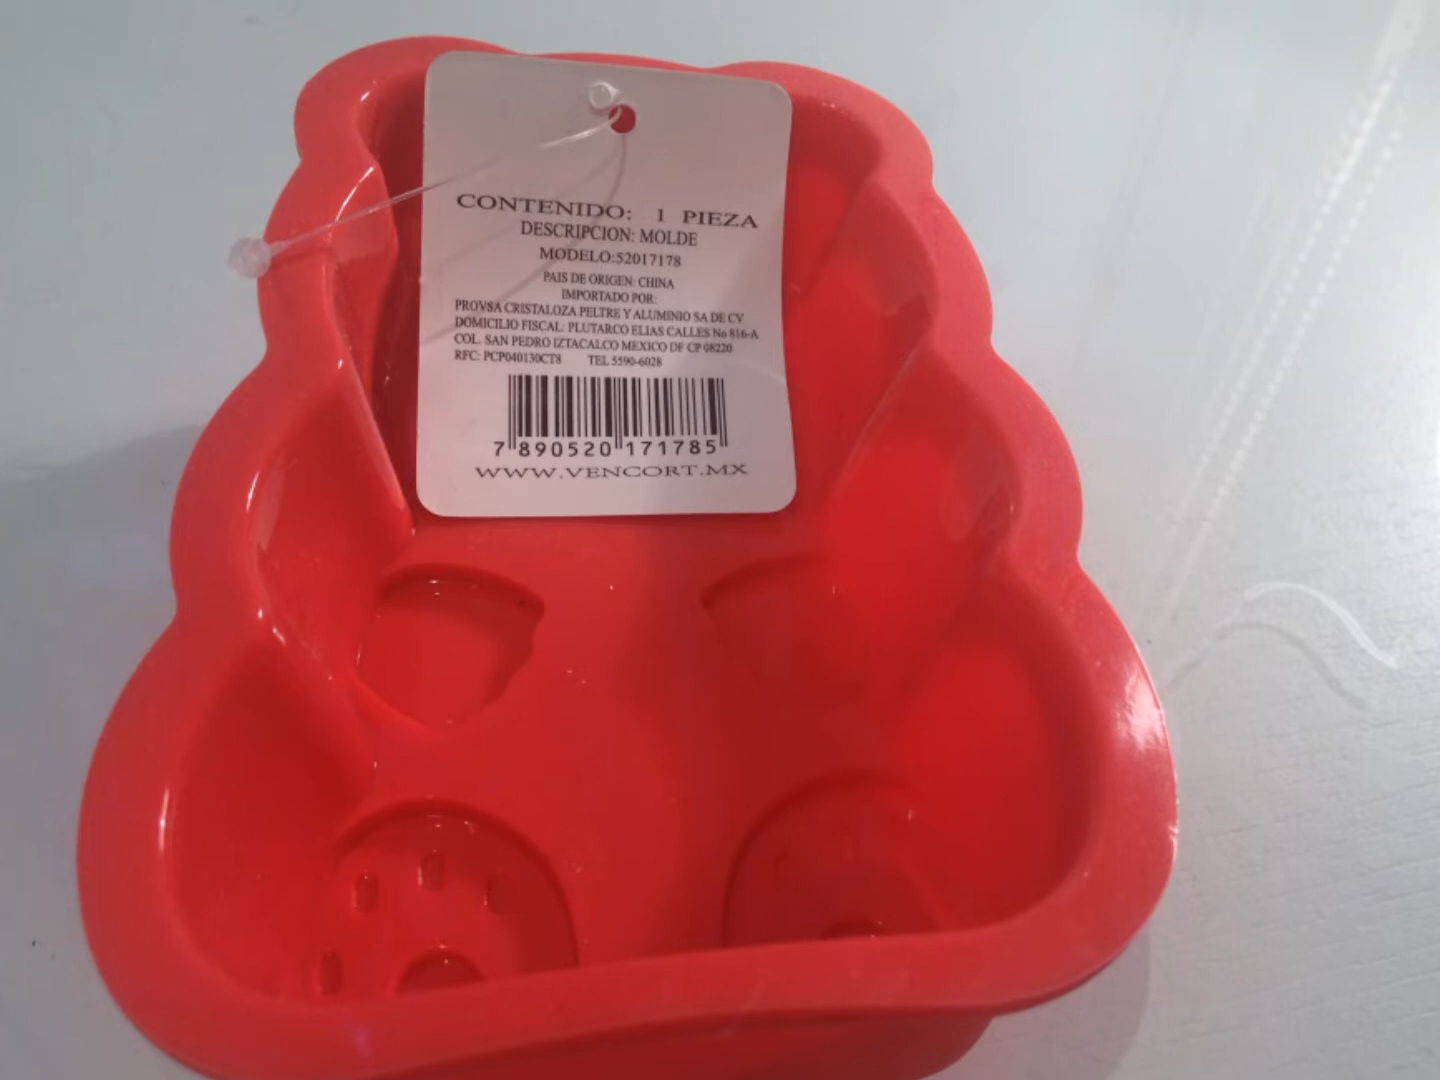 CONTENIDO: 1 PIEZA
DESCRIPCION: MOLDE
MODELO:52017178
PAIS DE ORIGEN: CHINA
IMPORTADO POR:
PROVSA CRISTALOZA PELTRE Y ALUMINIO SA DE CV
DOMICILIO FISCAL: PLUTARCO ELIAS CALLES No 816-A
COL. SAN PEDRO IZTACALCO MEXICO DF CP 08220
RFC: PCP040130CT8 TEL 5590-6028
7 890520 171785
WWW.VENCORT.MX